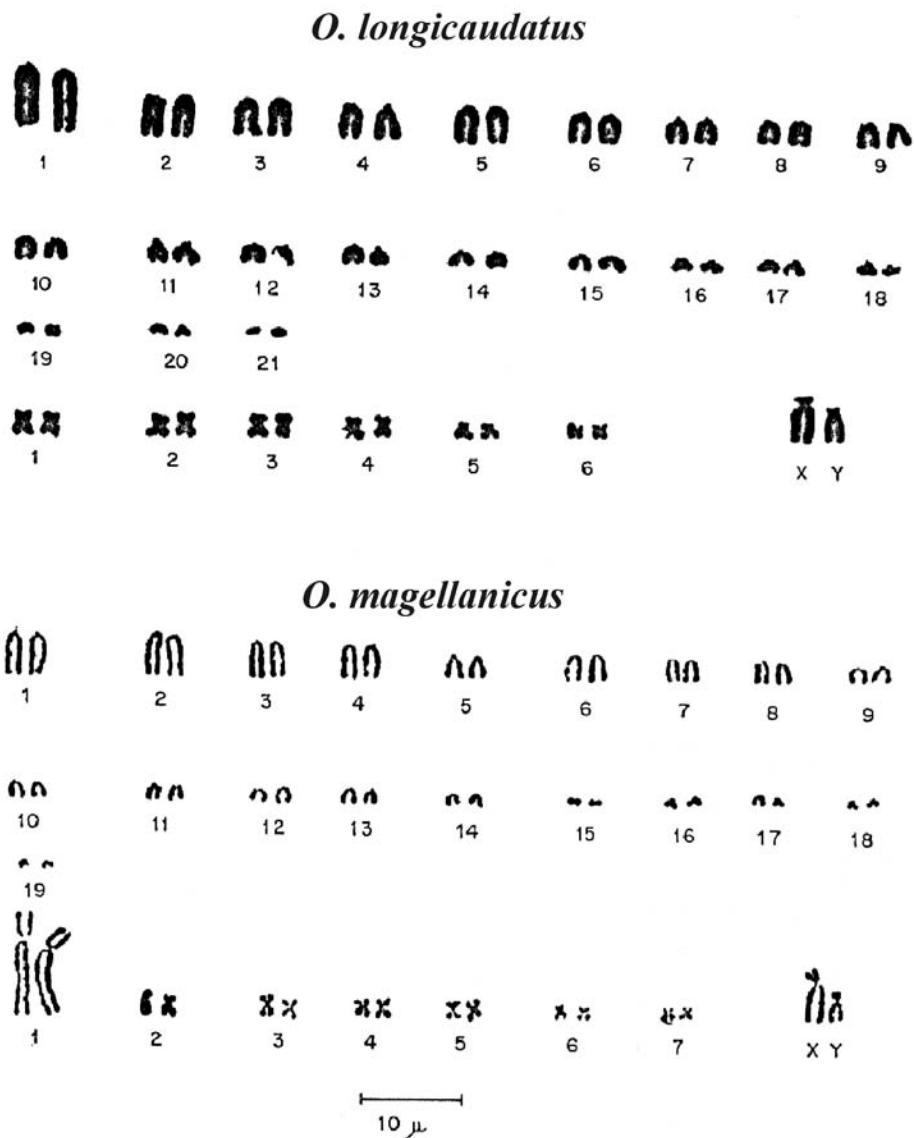 O. longicaudatus
1 2 3 4 5 6 7 8 9
10 11 12 13 14 15 16 17 18
19 20 21
1 2 3 4 5 6 X Y
O. magellanicus
1 2 3 4 5 6 7 8 9
10 11 12 13 14 15 16 17 18
19
1 2 3 4 5 6 7 X Y
10 µ